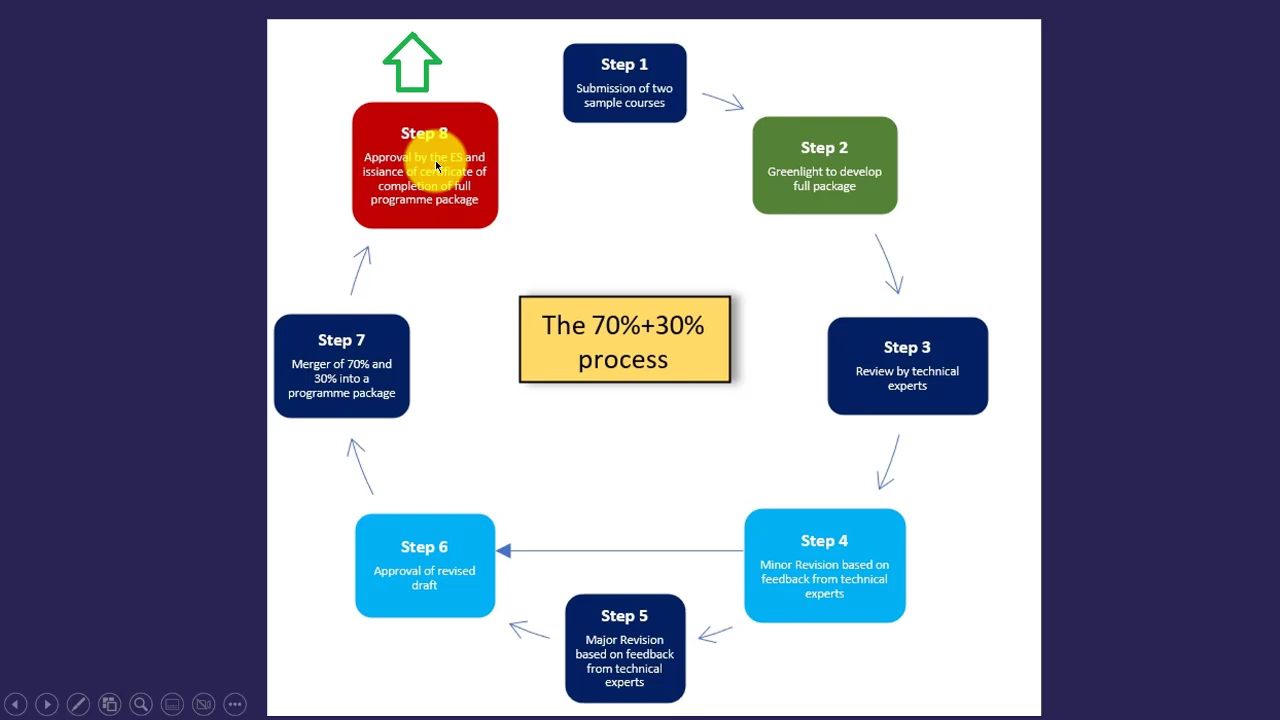 Step 1
Submission of two
sample courses
Step 2
Greenlight to develop
full package
Step 3
Review by technical
experts
Step 4
Minor Revision based on
feedback from technical
experts
Step 5
Major Revision
based on feedback
from technical
experts
Step 6
Approval of revised
draft
Step 7
Merger of 70% and
30% into a
programme package
Step 8
Approval by the ES and
issiance of certificate of
completion of full
programme package
The 70%+30%
process